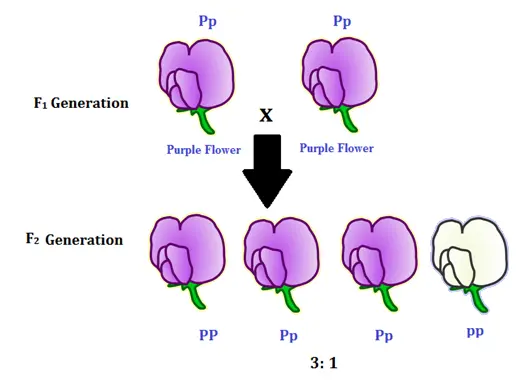 Pp Pp
F₁ Generation
X
Purple Flower Purple Flower
F₂ Generation
PP Pp Pp pp
3: 1